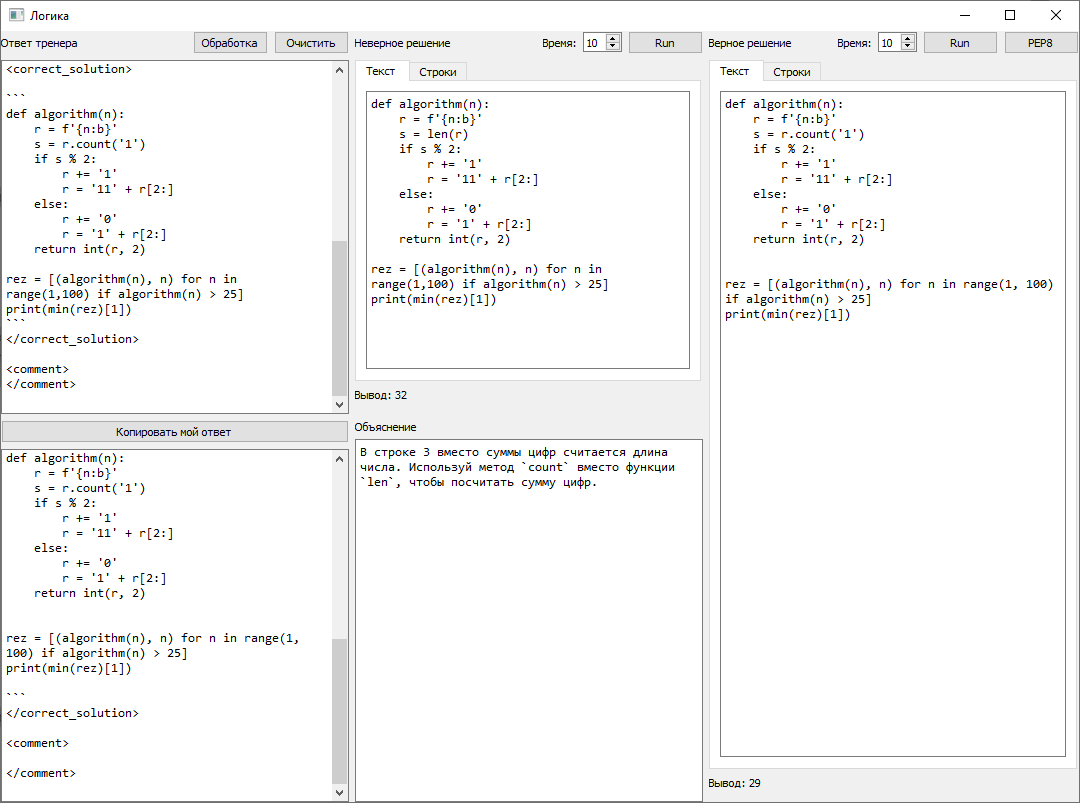 Логика
Ответ тренера
Обработка
Очистить
<correct_solution>

```
def algorithm(n):
    r = f'{n:b}'
    s = r.count('1')
    if s % 2:
        r += '1'
        r = '11' + r[2:]
    else:
        r += '0'
        r = '1' + r[2:]
    return int(r, 2)

rez = [(algorithm(n), n) for n in
range(1,100) if algorithm(n) > 25]
print(min(rez)[1])
```
</correct_solution>

<comment>
</comment>
Копировать мой ответ
def algorithm(n):
    r = f'{n:b}'
    s = r.count('1')
    if s % 2:
        r += '1'
        r = '11' + r[2:]
    else:
        r += '0'
        r = '1' + r[2:]
    return int(r, 2)


rez = [(algorithm(n), n) for n in range(1,
100) if algorithm(n) > 25]
print(min(rez)[1])

```
</correct_solution>

<comment>

</comment>
Неверное решение
Время: 10
Run
Текст
Строки
def algorithm(n):
    r = f'{n:b}'
    s = len(r)
    if s % 2:
        r += '1'
        r = '11' + r[2:]
    else:
        r += '0'
        r = '1' + r[2:]
    return int(r, 2)

rez = [(algorithm(n), n) for n in
range(1,100) if algorithm(n) > 25]
print(min(rez)[1])
Вывод: 32
Объяснение
В строке 3 вместо суммы цифр считается длина
числа. Используй метод `count` вместо функции
`len`, чтобы посчитать сумму цифр.
Верное решение
Время: 10
Run
PEP8
Текст
Строки
def algorithm(n):
    r = f'{n:b}'
    s = r.count('1')
    if s % 2:
        r += '1'
        r = '11' + r[2:]
    else:
        r += '0'
        r = '1' + r[2:]
    return int(r, 2)


rez = [(algorithm(n), n) for n in range(1, 100)
if algorithm(n) > 25]
print(min(rez)[1])
Вывод: 29